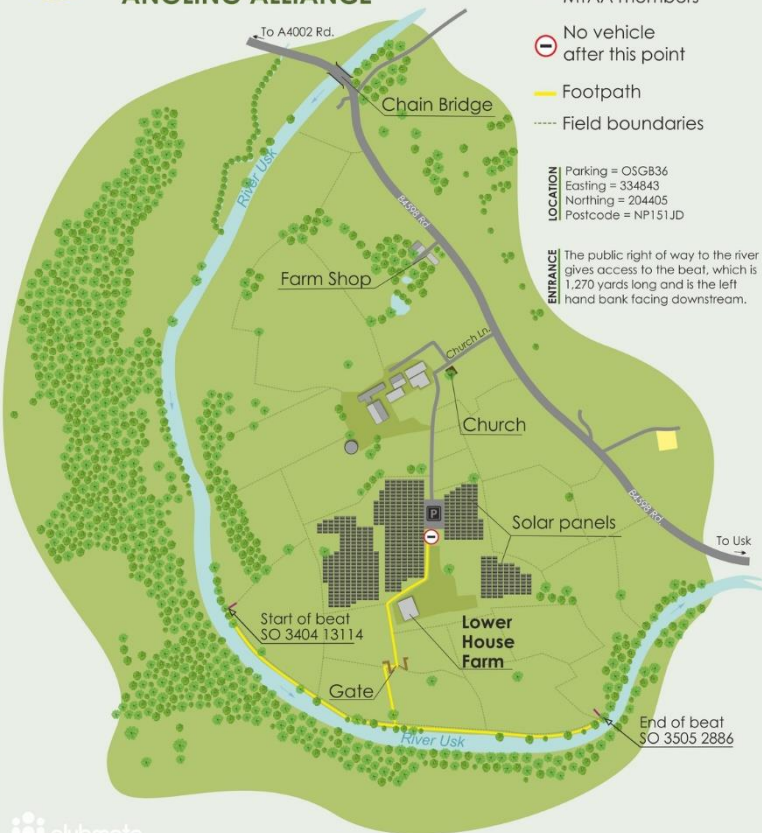 ANGLING ALLIANCE
MTAA members
No vehicle
after this point
Footpath
Field boundaries
LOCATION
Parking = OSGB36
Easting = 334843
Northing = 204405
Postcode = NP151JD
ENTRANCE
The public right of way to the river
gives access to the beat, which is
1,270 yards long and is the left
hand bank facing downstream.
To A4002 Rd.
Chain Bridge
River Usk
B4598 Rd
Farm Shop
Church Ln.
Church
P
Solar panels
B4598 Rd
To Usk
Start of beat
SO 3404 13114
Lower
House
Farm
Gate
River Usk
End of beat
SO 3505 2886
clubmate